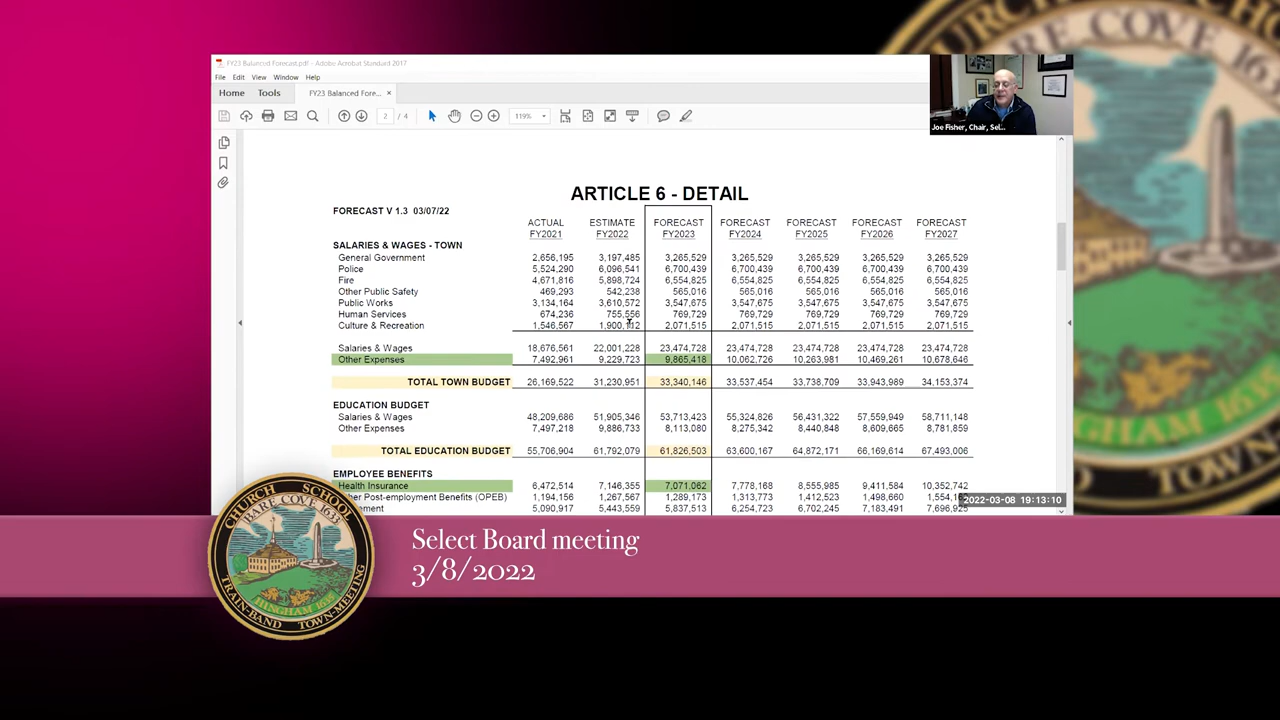 FY23 Balanced Forecast.pdf - Adobe Acrobat Standard 2017
File Edit View Window Help
Home Tools FY23 Balanced Fore... ×
2 / 4 119%
Joe Fisher, Chair, Sel...
ARTICLE 6 - DETAIL
FORECAST V 1.3 03/07/22
ACTUAL ESTIMATE FORECAST FORECAST FORECAST FORECAST FORECAST
FY2021 FY2022 FY2023 FY2024 FY2025 FY2026 FY2027
SALARIES & WAGES - TOWN
General Government 2,656,195 3,197,485 3,265,529 3,265,529 3,265,529 3,265,529 3,265,529
Police 5,524,290 6,096,541 6,700,439 6,700,439 6,700,439 6,700,439 6,700,439
Fire 4,671,816 5,898,724 6,554,825 6,554,825 6,554,825 6,554,825 6,554,825
Other Public Safety 469,293 542,238 565,016 565,016 565,016 565,016 565,016
Public Works 3,134,164 3,610,572 3,547,675 3,547,675 3,547,675 3,547,675 3,547,675
Human Services 674,236 755,556 769,729 769,729 769,729 769,729 769,729
Culture & Recreation 1,546,567 2,071,515 2,071,515 2,071,515 2,071,515 2,071,515
Salaries & Wages 18,676,561 22,001,228 23,474,728 23,474,728 23,474,728 23,474,728 23,474,728
Other Expenses 7,492,961 9,229,723 9,865,418 10,062,726 10,263,981 10,469,261 10,678,646
TOTAL TOWN BUDGET 26,169,522 31,230,951 33,340,146 33,537,454 33,738,709 33,943,989 34,153,374
EDUCATION BUDGET
Salaries & Wages 48,209,686 51,905,346 53,713,423 55,324,826 56,431,322 57,559,949 58,711,148
Other Expenses 7,497,218 9,886,733 8,113,080 8,275,342 8,440,848 8,609,665 8,781,859
TOTAL EDUCATION BUDGET 55,706,904 61,792,079 61,826,503 63,600,167 64,872,171 66,169,614 67,493,006
EMPLOYEE BENEFITS
Health Insurance 6,472,514 7,146,355 7,071,062 7,778,168 8,555,985 9,411,584 10,352,742
Other Post-employment Benefits (OPEB) 1,194,156 1,267,567 1,289,173 1,313,773 1,412,523 1,498,660
5,090,917 5,443,559 5,837,513 6,254,723 6,702,245 7,183,491 7,696,925
2022-03-08 19:13:10
Select Board meeting
3/8/2022
CHURCH SCHOOL
BARE COVE 1633
HINGHAM 1635
TRAIN-BAND TOWN-MEETING